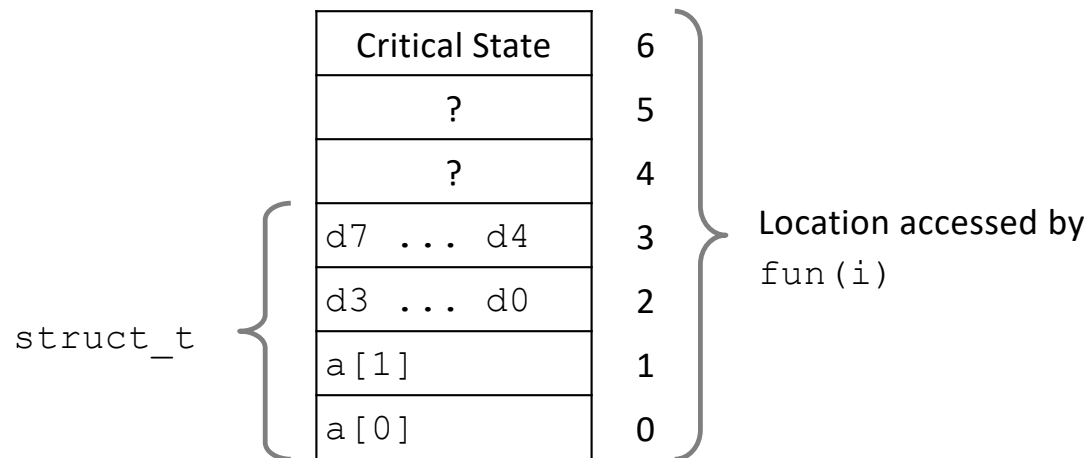 Critical State 6
? 5
? 4
d7 ... d4 3
d3 ... d0 2
a[1] 1
a[0] 0
struct_t
Location accessed by
fun(i)